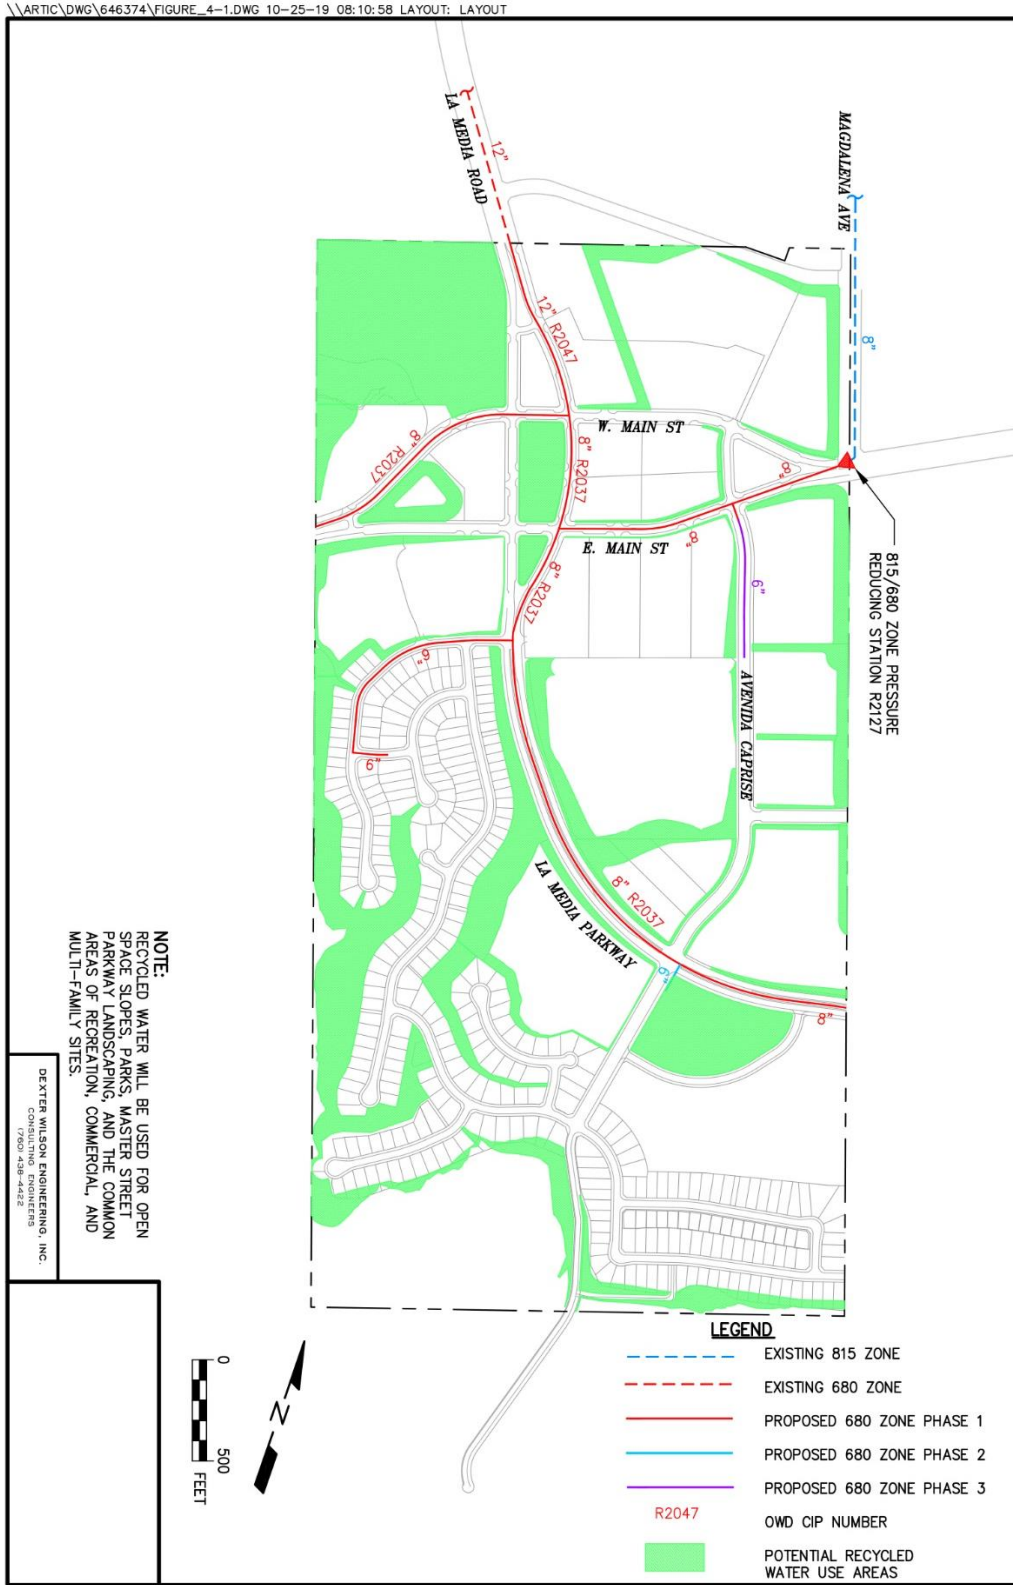 \\ARTIC\DWG\646374\FIGURE_4-1.DWG 10-25-19 08:10:58 LAYOUT: LAYOUT
LA MEDIA ROAD
12"
MAGDALENA AVE
8"
12" R2047
W. MAIN ST
8" R2037
8" R2037
8"
815/680 ZONE PRESSURE
REDUCING STATION R2127
E. MAIN ST
8"
6"
8" R2037
6"
6"
AVENIDA CAPRISE
LA MEDIA PARKWAY
8" R2037
6"
8"
NOTE:
RECYCLED WATER WILL BE USED FOR OPEN
SPACE SLOPES, PARKS, MASTER STREET
PARKWAY LANDSCAPING, AND THE COMMON
AREAS OF RECREATION, COMMERCIAL, AND
MULTI-FAMILY SITES.
DEXTER WILSON ENGINEERING, INC.
CONSULTING ENGINEERS
(760) 438-4422
0
500
FEET
N
LEGEND
EXISTING 815 ZONE
EXISTING 680 ZONE
PROPOSED 680 ZONE PHASE 1
PROPOSED 680 ZONE PHASE 2
PROPOSED 680 ZONE PHASE 3
R2047 OWD CIP NUMBER
POTENTIAL RECYCLED
WATER USE AREAS